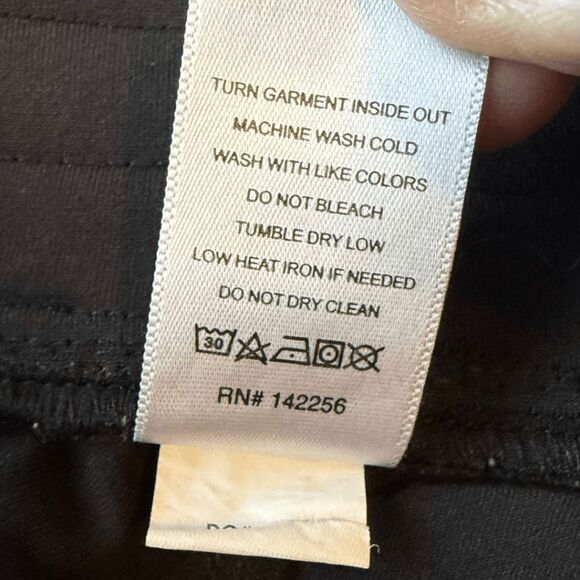 TURN GARMENT INSIDE OUT
MACHINE WASH COLD
WASH WITH LIKE COLORS
DO NOT BLEACH
TUMBLE DRY LOW
LOW HEAT IRON IF NEEDED
DO NOT DRY CLEAN
30
RN# 142256